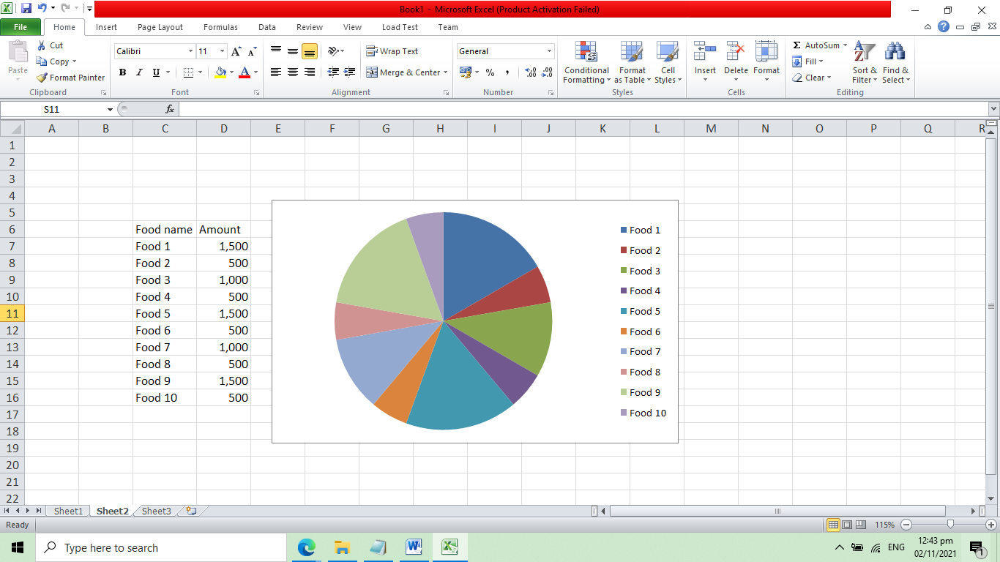 Book1 - Microsoft Excel (Product Activation Failed)
File Home Insert Page Layout Formulas Data Review View Load Test Team
Paste
Cut
Copy
Format Painter
Clipboard
Calibri 11
B I U
Font
Wrap Text
Merge & Center
Alignment
General
Number
Conditional Formatting
Format as Table
Cell Styles
Styles
Insert Delete Format
Cells
AutoSum
Fill
Clear
Sort & Filter
Find & Select
Editing
S11 fx
A B C D E F G H I J K L M N O P Q R
1
2
3
4
5
6 Food name Amount
7 Food 1 1,500
8 Food 2 500
9 Food 3 1,000
10 Food 4 500
11 Food 5 1,500
12 Food 6 500
13 Food 7 1,000
14 Food 8 500
15 Food 9 1,500
16 Food 10 500
17
18
19
20
21
22
Food 1
Food 2
Food 3
Food 4
Food 5
Food 6
Food 7
Food 8
Food 9
Food 10
Sheet1 Sheet2 Sheet3
Ready 115%
Type here to search
ENG
12:43 pm
02/11/2021
1